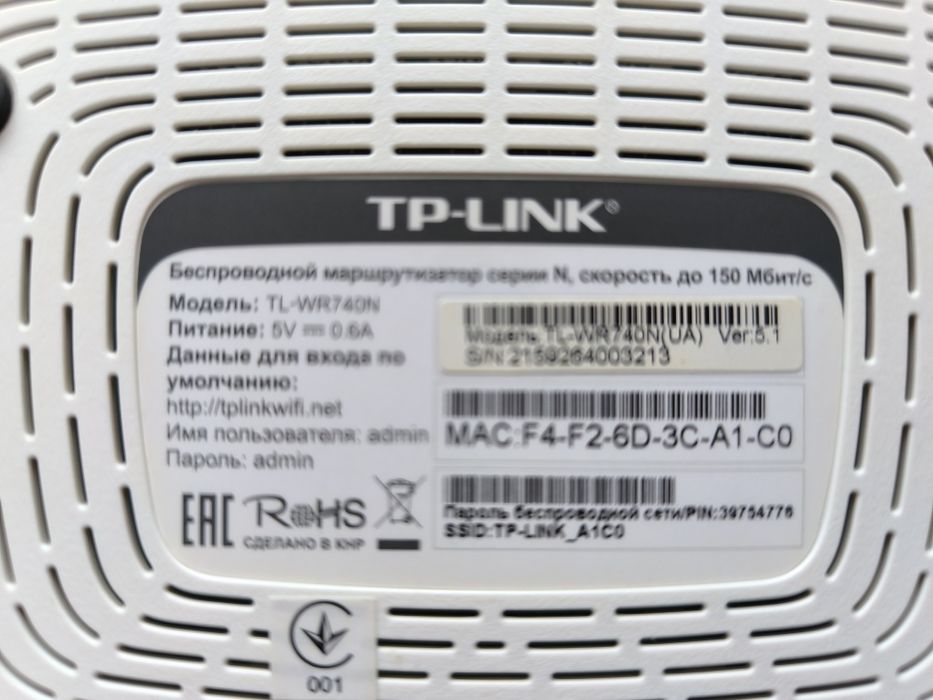 TP-LINK®
Беспроводной маршрутизатор серии N, скорость до 150 Мбит/с
Модель: TL-WR740N
Питание: 5V ⎓ 0.6A
Данные для входа по
умолчанию:
http://tplinkwifi.net
Имя пользователя: admin
Пароль: admin
EAC RoHS
СДЕЛАНО В КНР
Модель: TL-WR740N(UA) Ver:5.1
S/N:2159264003213
MAC:F4-F2-6D-3C-A1-C0
Пароль беспроводной сети/PIN:39754776
SSID:TP-LINK_A1C0
001